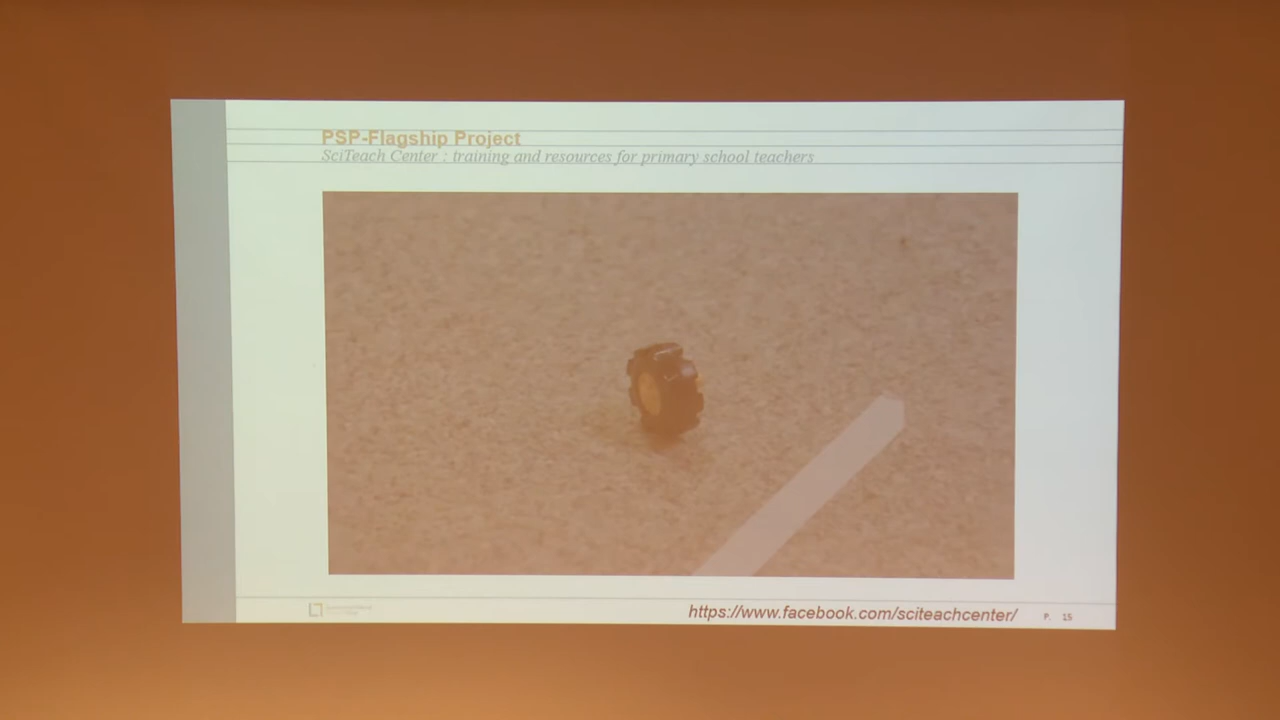 PSP-Flagship Project
SciTeach Center : training and resources for primary school teachers
https://www.facebook.com/sciteachcenter/
P. 15